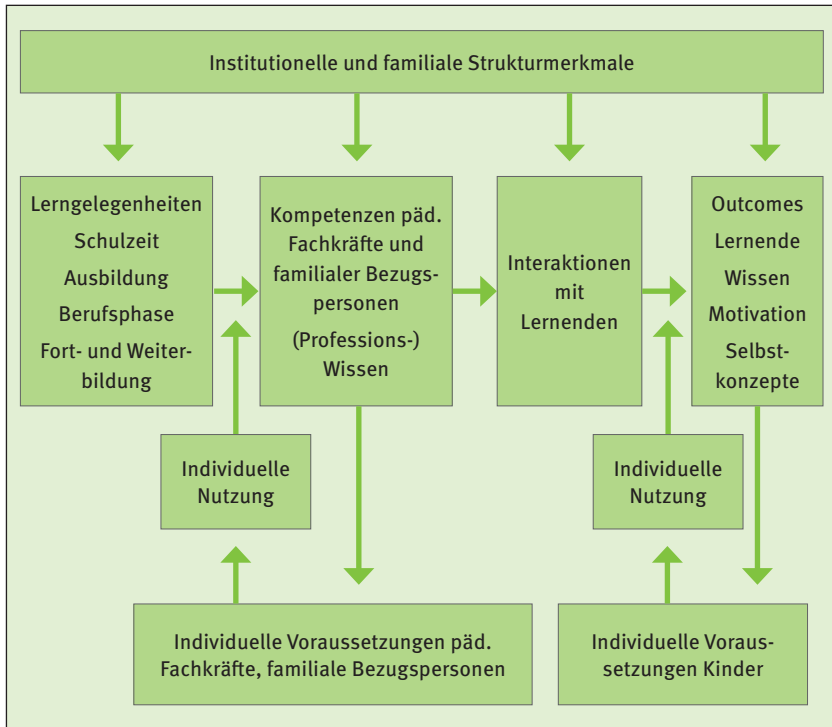 Institutionelle und familiale Strukturmerkmale
Lerngelegenheiten
Schulzeit
Ausbildung
Berufsphase
Fort- und Weiter-
bildung
Kompetenzen päd.
Fachkräfte und
familialer Bezugs-
personen
(Professions-)
Wissen
Interaktionen
mit
Lernenden
Outcomes
Lernende
Wissen
Motivation
Selbst-
konzepte
Individuelle
Nutzung
Individuelle
Nutzung
Individuelle Voraussetzungen päd.
Fachkräfte, familiale Bezugspersonen
Individuelle Voraus-
setzungen Kinder